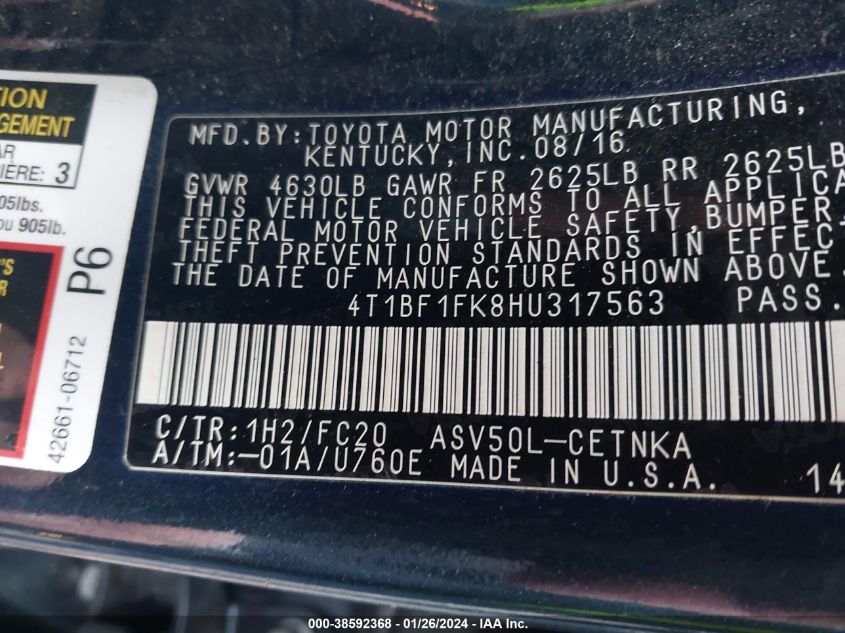 TION
GEMENT
AR
IÈRE: 3
05lbs.
ou 905lb.
'S
R
L
P6
42661-06712
MFD.BY:TOYOTA MOTOR MANUFACTURING,
KENTUCKY,INC.08/16
GVWR 4630LB GAWR FR 2625LB RR 2625LB
THIS VEHICLE CONFORMS TO ALL APPLICA
FEDERAL MOTOR VEHICLE SAFETY,BUMPER,
THEFT PREVENTION STANDARDS IN EFFEC
THE DATE OF MANUFACTURE SHOWN ABOVE.
4T1BF1FK8HU317563 PASS.
C/TR:1H2/FC20 ASV50L-CETNKA
A/TM:-01A/U760E MADE IN U.S.A. 14
000-38592368 - 01/26/2024 - IAA Inc.